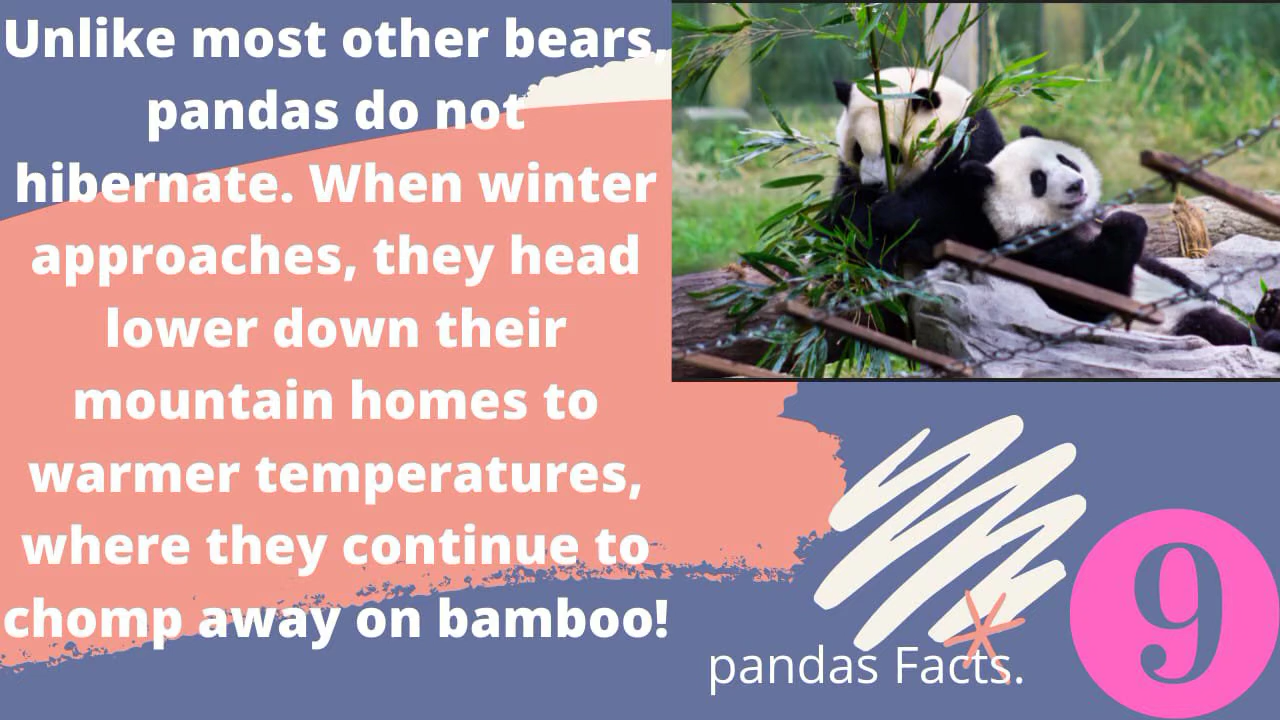 Unlike most other bears,
pandas do not
hibernate. When winter
approaches, they head
lower down their
mountain homes to
warmer temperatures,
where they continue to
chomp away on bamboo!
pandas Facts.
9